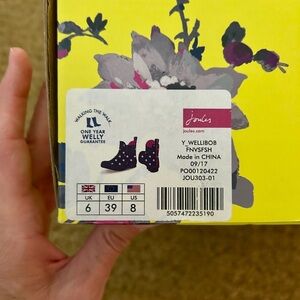 WALKING THE WALK
ONE YEAR
WELLY
GUARANTEE
Joules
joules.com
Y_WELLIBOB
FNVSFSH
Made in CHINA
09/17
PO00120422
JOU303-01
UK EU US
6 39 8
5057472235190